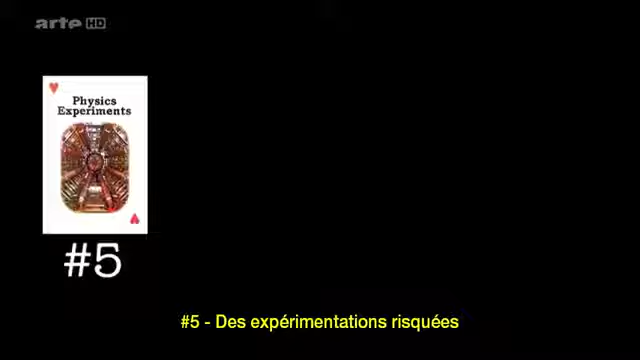 arte HD
Physics
Experiments
#5
#5 - Des expérimentations risquées